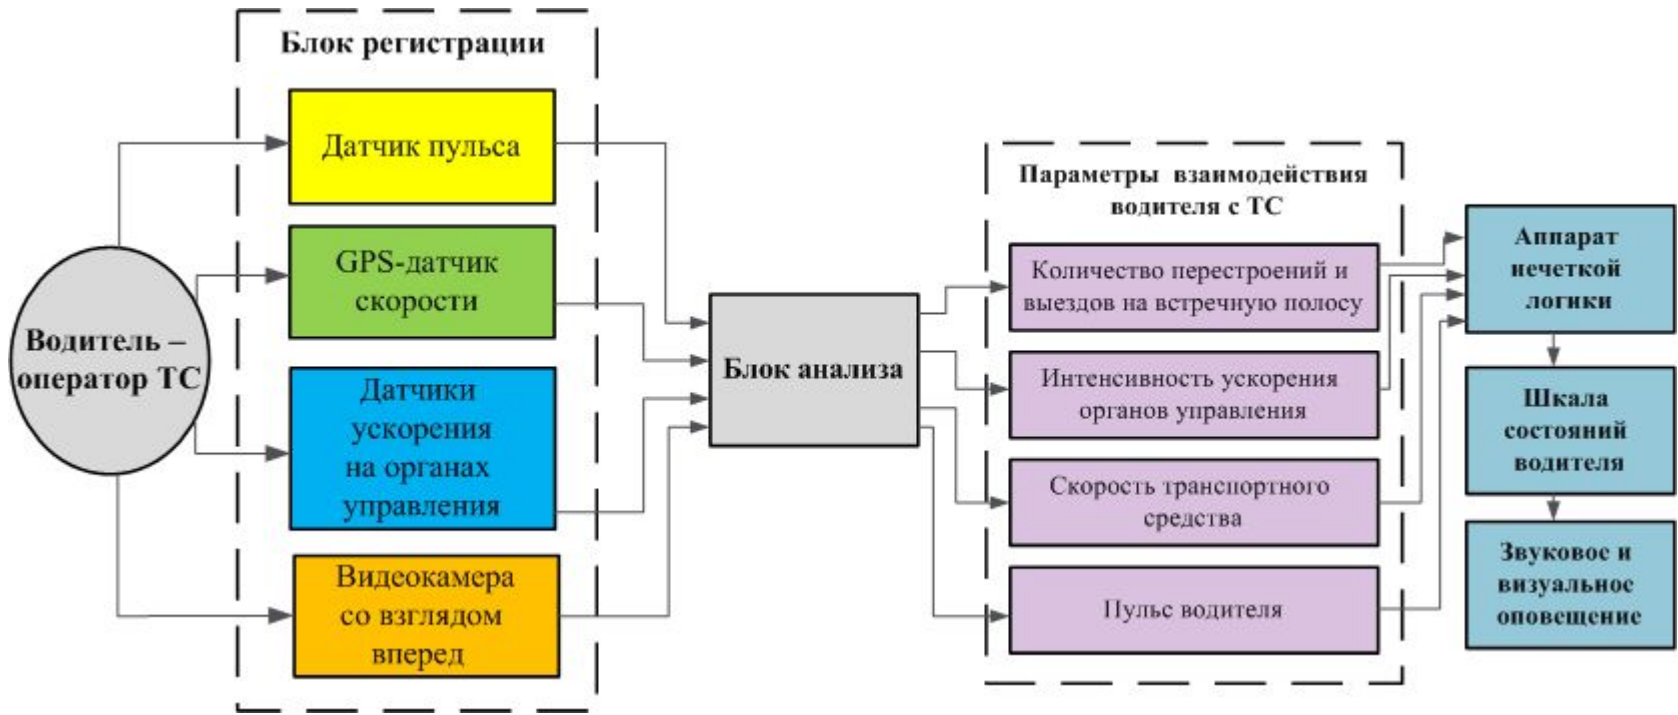 Блок регистрации
Датчик пульса
GPS-датчик
скорости
Водитель –
оператор ТС
Датчики
ускорения
на органах
управления
Видеокамера
со взглядом
вперед
Блок анализа
Параметры взаимодействия
водителя с ТС
Количество перестроений и
выездов на встречную полосу
Интенсивность ускорения
органов управления
Скорость транспортного
средства
Пульс водителя
Аппарат
нечеткой
логики
Шкала
состояний
водителя
Звуковое и
визуальное
оповещение